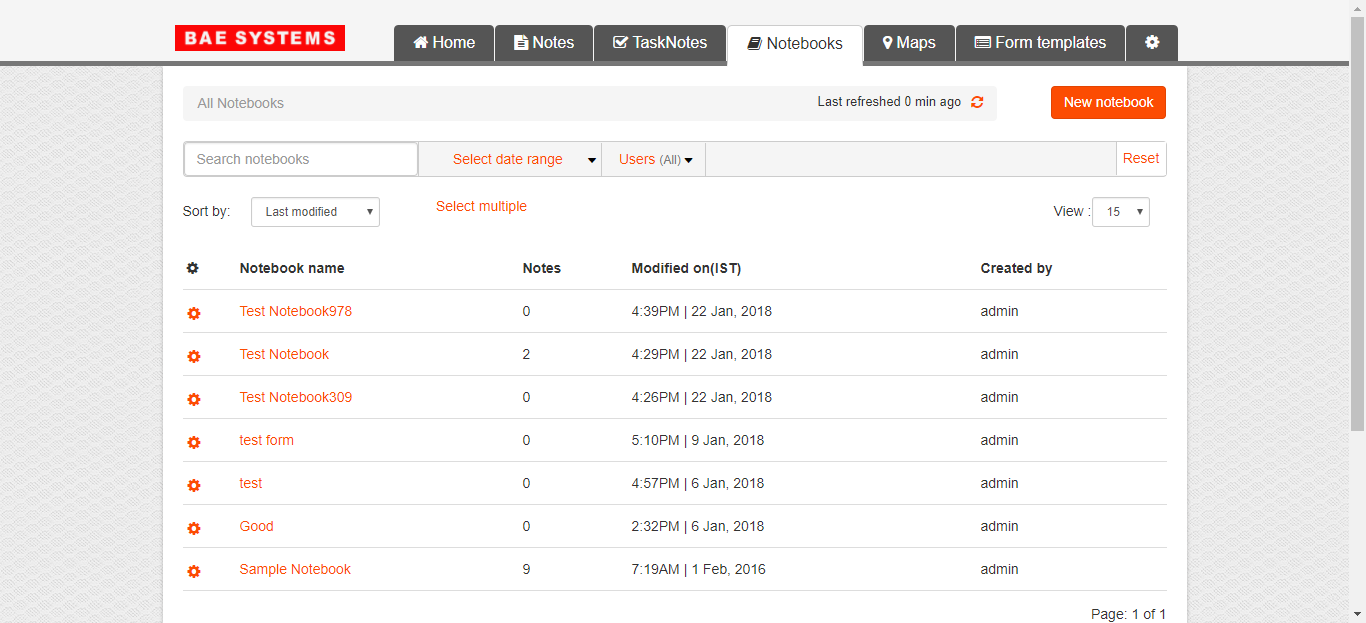 BAE SYSTEMS Home Notes TaskNotes Notebooks Maps Form templates
All Notebooks Last refreshed 0 min ago New notebook
Search notebooks Select date range Users (All) Reset
Sort by: Last modified Select multiple View : 15
Notebook name Notes Modified on(IST) Created by
Test Notebook978 0 4:39PM | 22 Jan, 2018 admin
Test Notebook 2 4:29PM | 22 Jan, 2018 admin
Test Notebook309 0 4:26PM | 22 Jan, 2018 admin
test form 0 5:10PM | 9 Jan, 2018 admin
test 0 4:57PM | 6 Jan, 2018 admin
Good 0 2:32PM | 6 Jan, 2018 admin
Sample Notebook 9 7:19AM | 1 Feb, 2016 admin
Page: 1 of 1